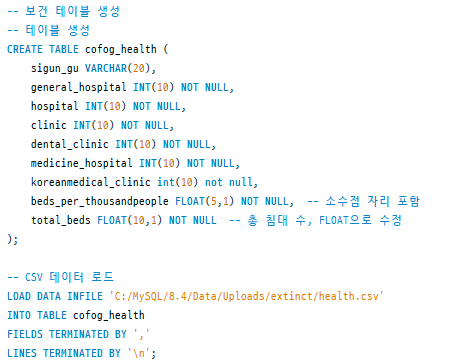 -- 보건 테이블 생성
-- 테이블 생성
CREATE TABLE cofog_health (
    sigun_gu VARCHAR(20),
    general_hospital INT(10) NOT NULL,
    hospital INT(10) NOT NULL,
    clinic INT(10) NOT NULL,
    dental_clinic INT(10) NOT NULL,
    medicine_hospital INT(10) NOT NULL,
    koreanmedical_clinic int(10) not null,
    beds_per_thousandpeople FLOAT(5,1) NOT NULL,  -- 소수점 자리 포함
    total_beds FLOAT(10,1) NOT NULL  -- 총 침대 수, FLOAT으로 수정
);
-- CSV 데이터 로드
LOAD DATA INFILE 'C:/MySQL/8.4/Data/Uploads/extinct/health.csv'
INTO TABLE cofog_health
FIELDS TERMINATED BY ','
LINES TERMINATED BY '\n';